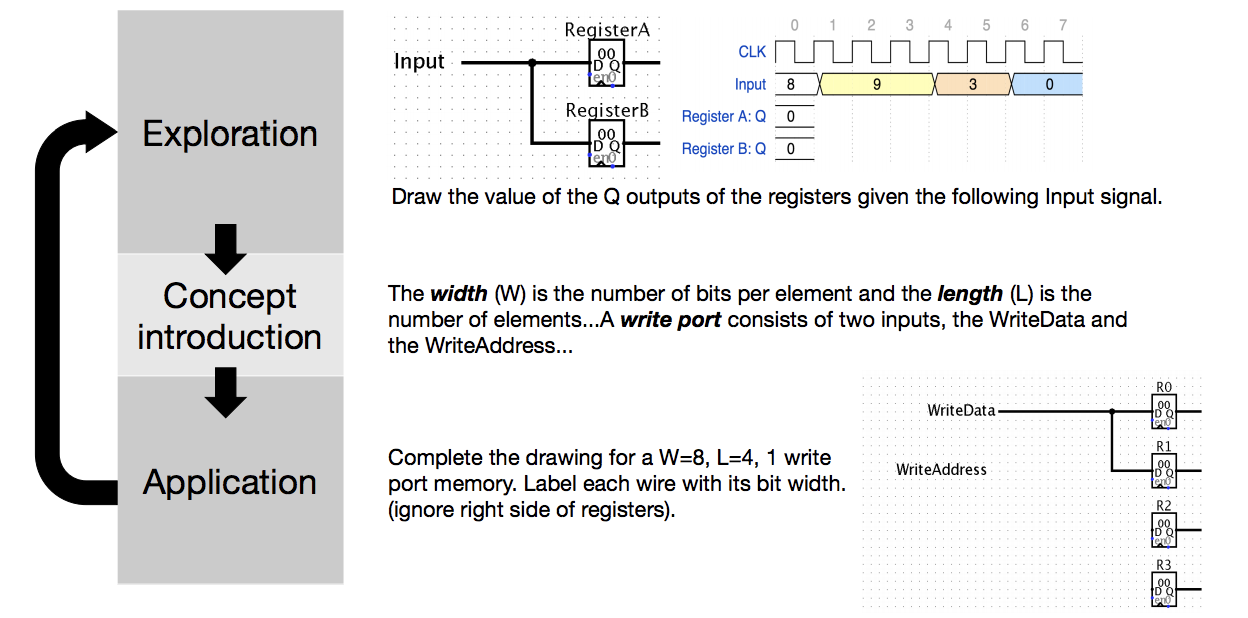 Exploration
Concept
introduction
Application
RegisterA
Input
00
D Q
en0
RegisterB
00
D Q
en0
0 1 2 3 4 5 6 7
CLK
Input 8 9 3 0
Register A: Q 0
Register B: Q 0
Draw the value of the Q outputs of the registers given the following Input signal.
The width (W) is the number of bits per element and the length (L) is the
number of elements...A write port consists of two inputs, the WriteData and
the WriteAddress...
Complete the drawing for a W=8, L=4, 1 write
port memory. Label each wire with its bit width.
(ignore right side of registers).
WriteData
WriteAddress
R0
00
D Q
en0
R1
00
D Q
en0
R2
00
D Q
en0
R3
00
D Q
en0